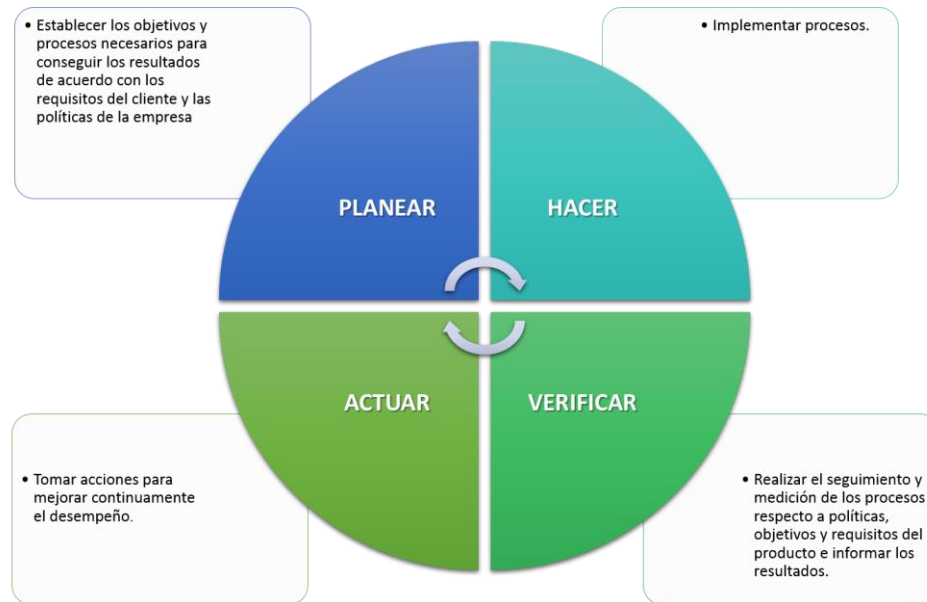 • Establecer los objetivos y
procesos necesarios para
conseguir los resultados
de acuerdo con los
requisitos del cliente y las
políticas de la empresa
• Implementar procesos.
PLANEAR
HACER
ACTUAR
VERIFICAR
• Tomar acciones para
mejorar continuamente
el desempeño.
• Realizar el seguimiento y
medición de los procesos
respecto a políticas,
objetivos y requisitos del
producto e informar los
resultados.